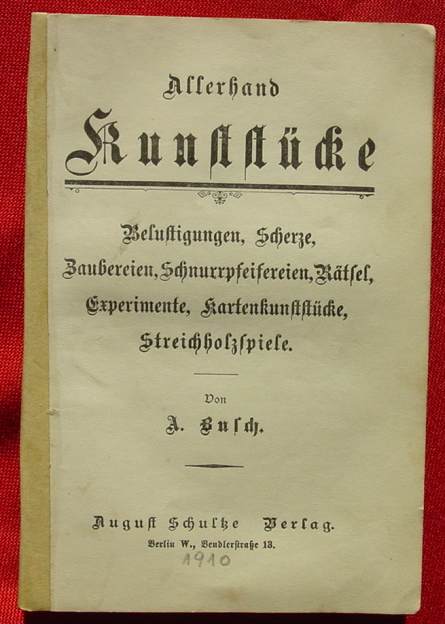 Allerhand
Kunststücke
Belustigungen, Scherze,
Zaubereien, Schnurrpfeifereien, Rätsel,
Experimente, Kartenkunststücke,
Streichholzspiele.
Von
A. Busch.
August Schultze Verlag.
Berlin W., Bendlerstraße 13.
1910